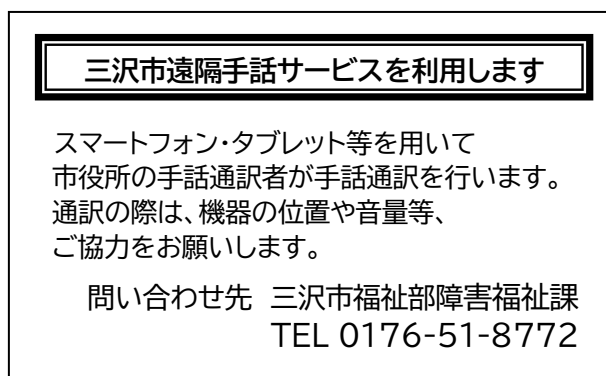 三沢市遠隔手話サービスを利用します
スマートフォン・タブレット等を用いて
市役所の手話通訳者が手話通訳を行います。
通訳の際は、機器の位置や音量等、
ご協力をお願いします。
問い合わせ先 三沢市福祉部障害福祉課
TEL 0176-51-8772